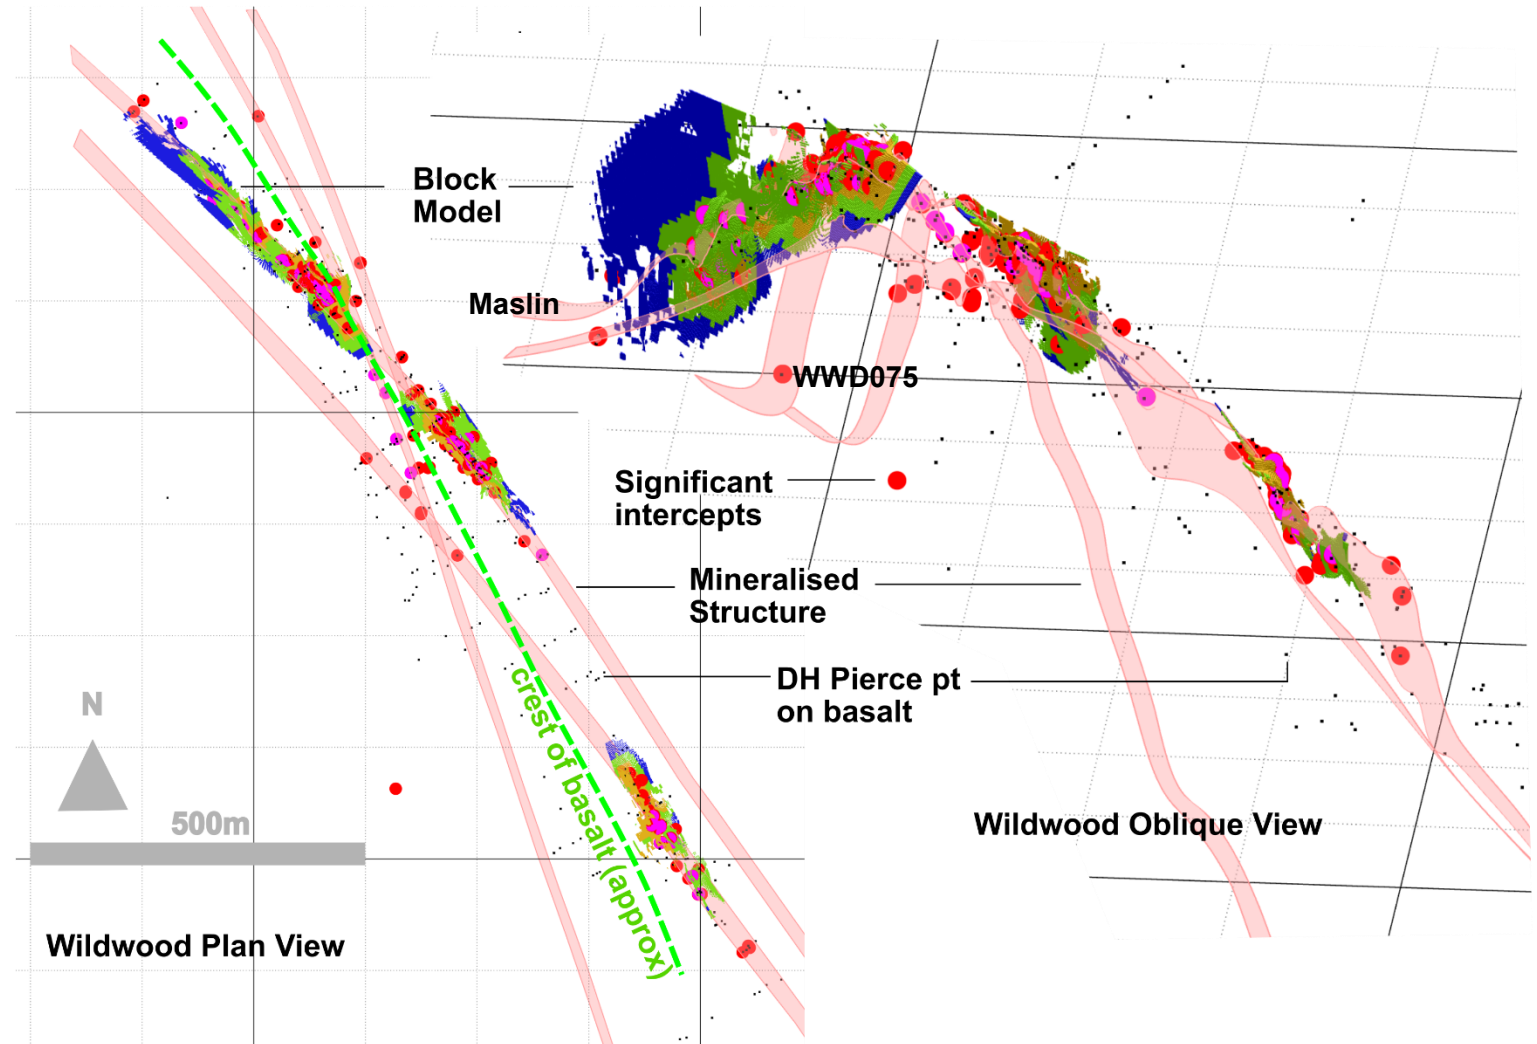 Block
Model
Maslin
WWD075
Significant
intercepts
Mineralised
Structure
DH Pierce pt
on basalt
crest of basalt (approx)
N
500m
Wildwood Plan View
Wildwood Oblique View